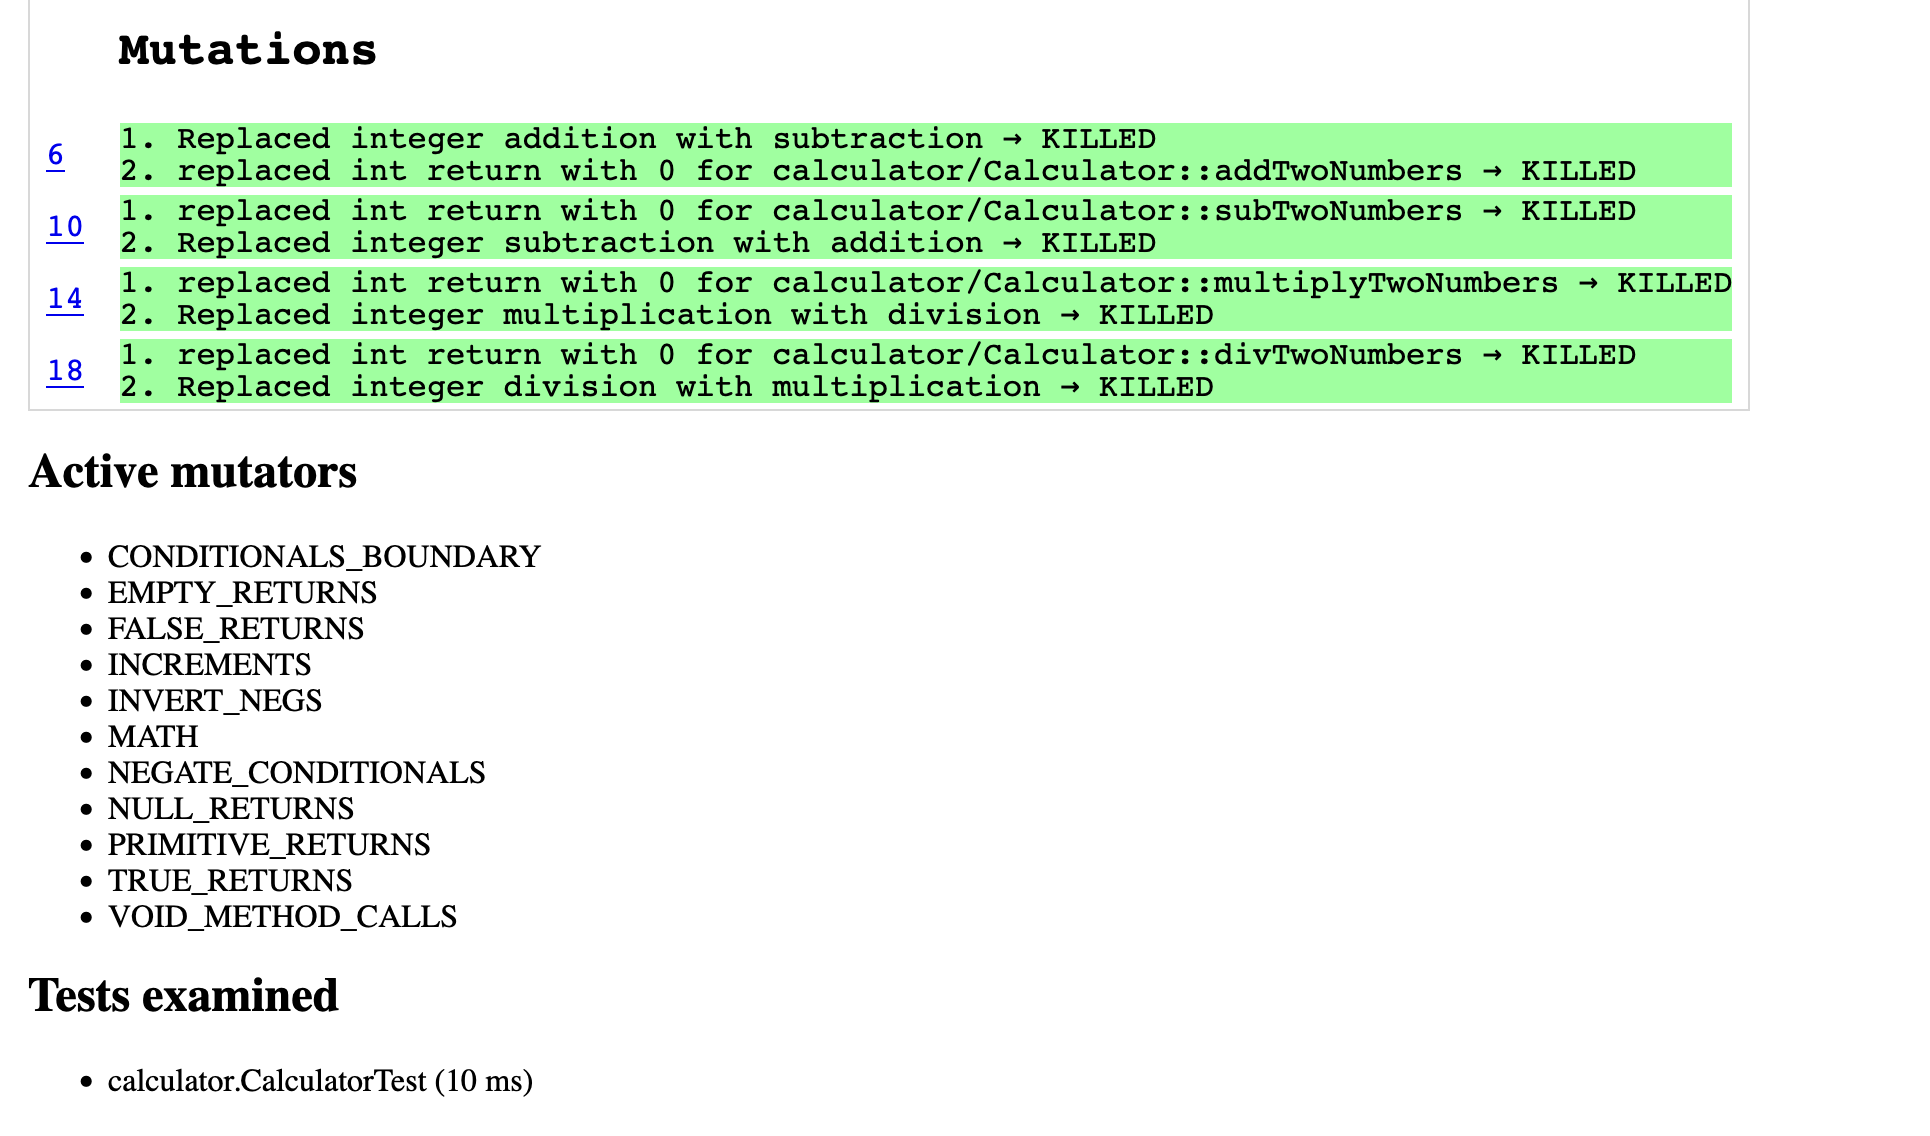 Mutations
6
1. Replaced integer addition with subtraction → KILLED
2. replaced int return with 0 for calculator/Calculator::addTwoNumbers → KILLED
10
1. replaced int return with 0 for calculator/Calculator::subTwoNumbers → KILLED
2. Replaced integer subtraction with addition → KILLED
14
1. replaced int return with 0 for calculator/Calculator::multiplyTwoNumbers → KILLED
2. Replaced integer multiplication with division → KILLED
18
1. replaced int return with 0 for calculator/Calculator::divTwoNumbers → KILLED
2. Replaced integer division with multiplication → KILLED
Active mutators
• CONDITIONALS_BOUNDARY
• EMPTY_RETURNS
• FALSE_RETURNS
• INCREMENTS
• INVERT_NEGS
• MATH
• NEGATE_CONDITIONALS
• NULL_RETURNS
• PRIMITIVE_RETURNS
• TRUE_RETURNS
• VOID_METHOD_CALLS
Tests examined
• calculator.CalculatorTest (10 ms)